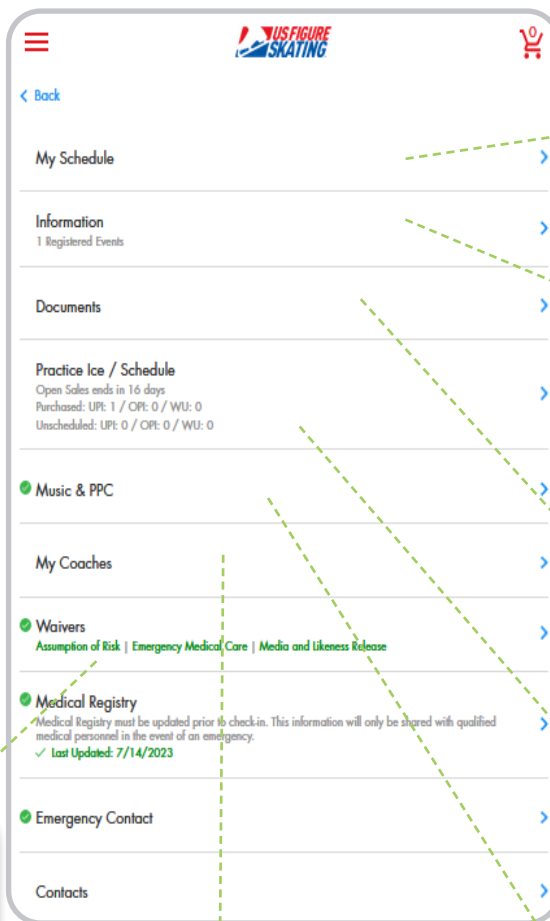 0
US FIGURE
SKATING
Back
My Schedule
Information
1 Registered Events
Documents
Practice Ice / Schedule
Open Sales ends in 16 days
Purchased: UPI: 1 / OPI: 0 / WU: 0
Unscheduled: UPI: 0 / OPI: 0 / WU: 0
Music & PPC
My Coaches
Waivers
Assumption of Risk | Emergency Medical Care | Media and Likeness Release
Medical Registry
Medical Registry must be updated prior to check-in. This information will only be shared with qualified
medical personnel in the event of an emergency.
Last Updated: 7/14/2023
Emergency Contact
Contacts